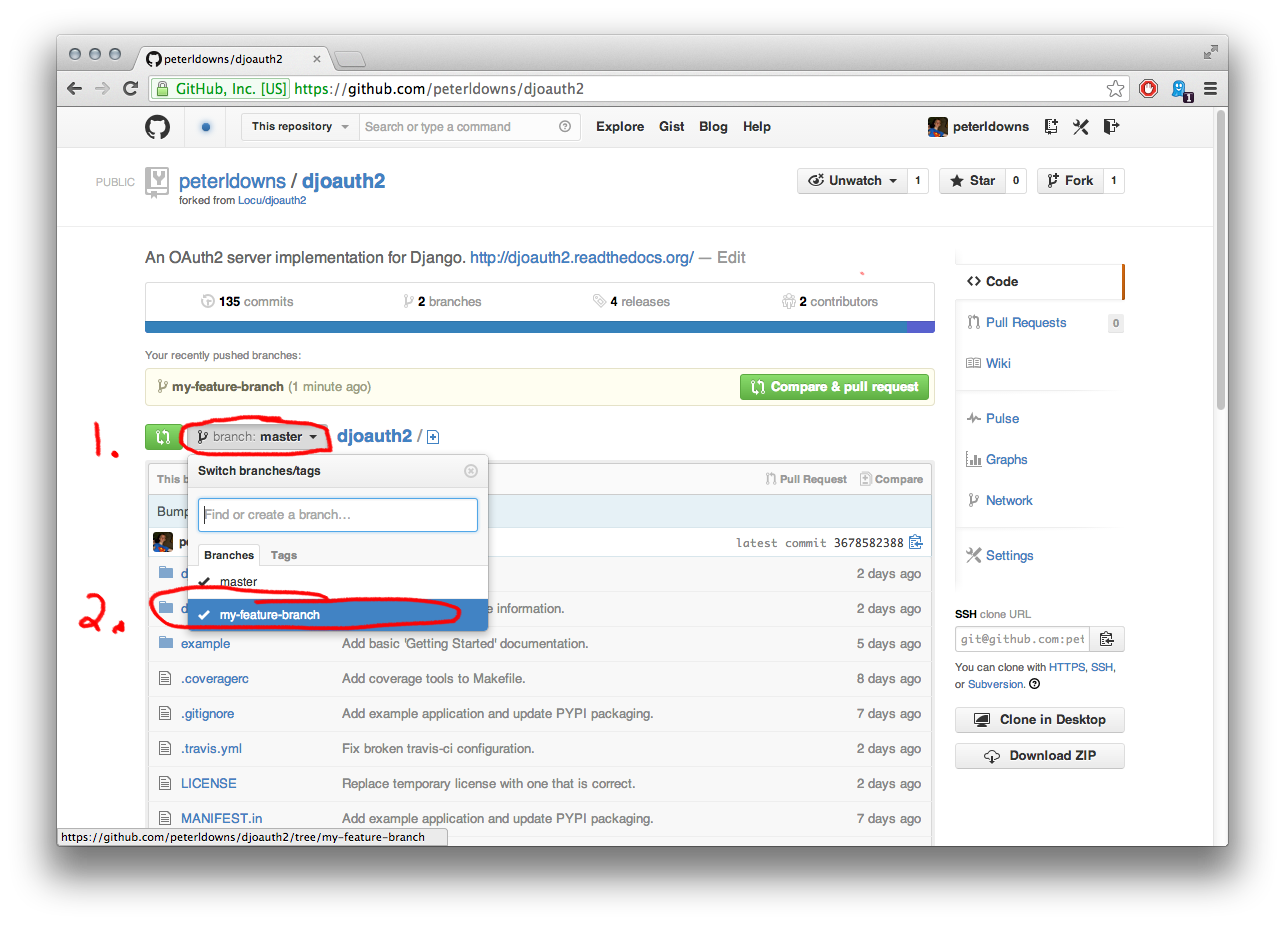 peterldowns/djoauth2
GitHub, Inc. [US] https://github.com/peterldowns/djoauth2
1
This repository Search or type a command Explore Gist Blog Help peterldowns
PUBLIC peterldowns / djoauth2
forked from Locu/djoauth2
Unwatch 1 Star 0 Fork 1
An OAuth2 server implementation for Django. http://djoauth2.readthedocs.org/ — Edit
135 commits 2 branches 4 releases 2 contributors
Your recently pushed branches:
my-feature-branch (1 minute ago) Compare & pull request
1. branch: master djoauth2 /
Switch branches/tags
This b Pull Request Compare
Find or create a branch…
Bump
Branches Tags
latest commit 3678582388
master
2 days ago
2. my-feature-branch
e information. 2 days ago
example Add basic 'Getting Started' documentation. 5 days ago
.coveragerc Add coverage tools to Makefile. 8 days ago
.gitignore Add example application and update PYPI packaging. 7 days ago
.travis.yml Fix broken travis-ci configuration. 2 days ago
LICENSE Replace temporary license with one that is correct. 2 days ago
MANIFEST.in Add example application and update PYPI packaging. 7 days ago
https://github.com/peterldowns/djoauth2/tree/my-feature-branch
Code
Pull Requests 0
Wiki
Pulse
Graphs
Network
Settings
SSH clone URL
git@github.com:pet
You can clone with HTTPS, SSH,
or Subversion.
Clone in Desktop
Download ZIP